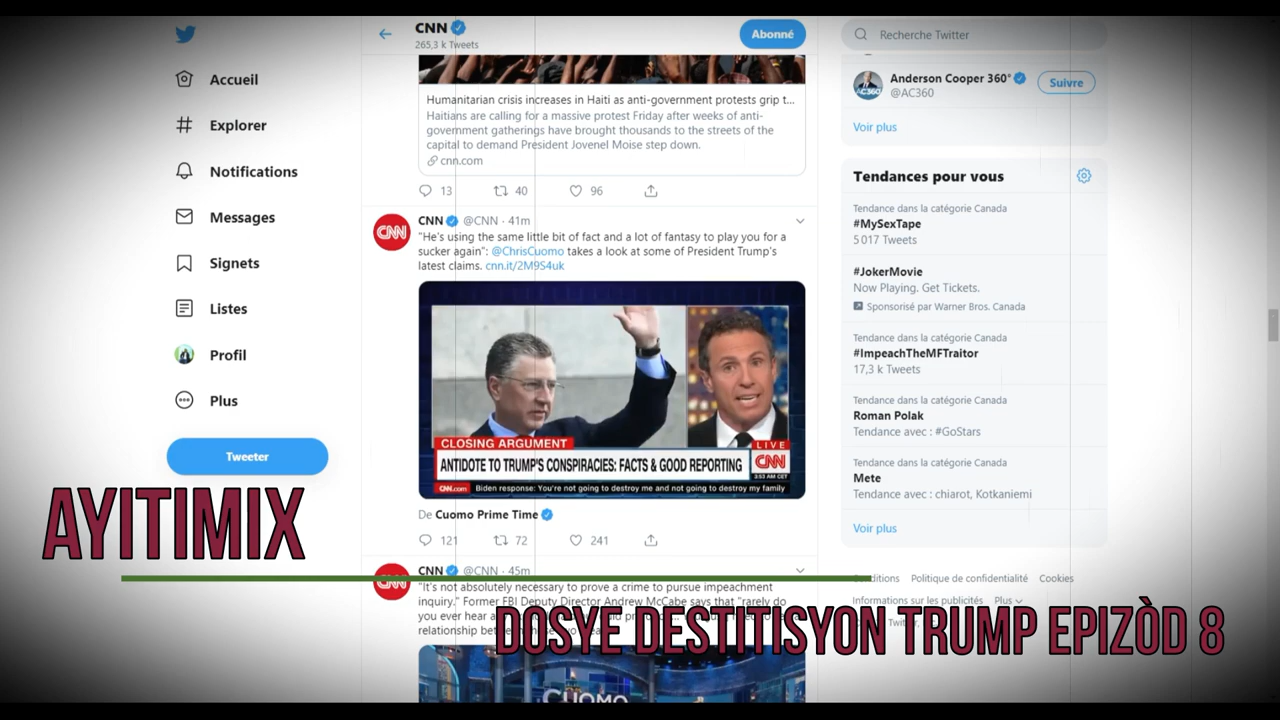 CNN
265,3 k Tweets
Abonné
Recherche Twitter
Accueil
Explorer
Notifications
Messages
Signets
Listes
Profil
Plus
Tweeter
Humanitarian crisis increases in Haiti as anti-government protests grip t...
Haitians are calling for a massive protest Friday after weeks of anti-
government gatherings have brought thousands to the streets of the
capital to demand President Jovenel Moise step down.
cnn.com
13 40 96
CNN @CNN · 41m
"He's using the same little bit of fact and a lot of fantasy to play you for a
sucker again": @ChrisCuomo takes a look at some of President Trump's
latest claims. cnn.it/2M9S4uk
CNN
CLOSING ARGUMENT
LIVE
ANTIDOTE TO TRUMP'S CONSPIRACIES: FACTS & GOOD REPORTING
CNN
3:53 AM CET
CNN.com Biden response: You're not going to destroy me and not going to destroy my family
De Cuomo Prime Time
121 72 241
CNN @CNN · 45m
"It's not absolutely necessary to prove a crime to pursue impeachment
inquiry." Former FBI Deputy Director Andrew McCabe says that "rarely do
you ever hear
relationship
CNN
CUOMO
Anderson Cooper 360°
@AC360
Suivre
Voir plus
Tendances pour vous
Tendance dans la catégorie Canada
#MySexTape
5 017 Tweets
#JokerMovie
Now Playing. Get Tickets.
Sponsorisé par Warner Bros. Canada
Tendance dans la catégorie Canada
#ImpeachTheMFTraitor
17,3 k Tweets
Tendance dans la catégorie Canada
Roman Polak
Tendance avec : #GoStars
Tendance dans la catégorie Canada
Mete
Tendance avec : chiarot, Kotkaniemi
Voir plus
Politique de confidentialité Cookies
Informations sur les publicités Plus
AYITIMIX
DOSYE DESTITISYON TRUMP EPIZÒD 8